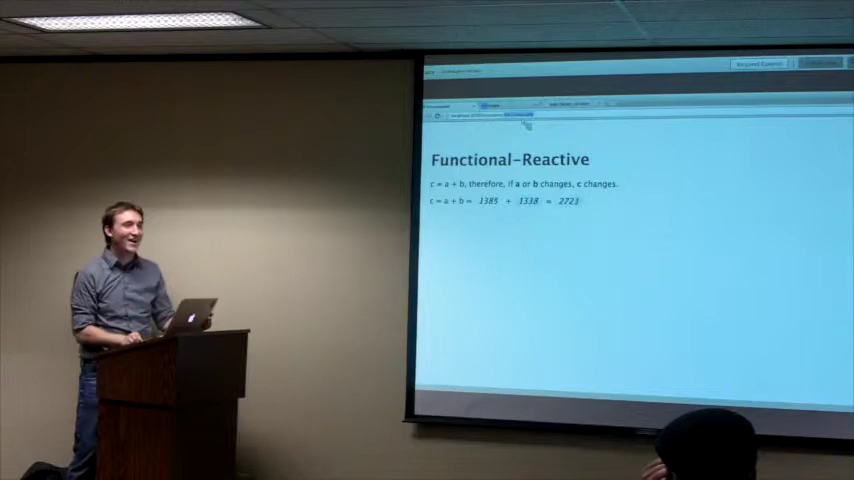 Functional-Reactive
c = a + b, therefore, if a or b changes, c changes.
c = a + b = 1385 + 1338 = 2723